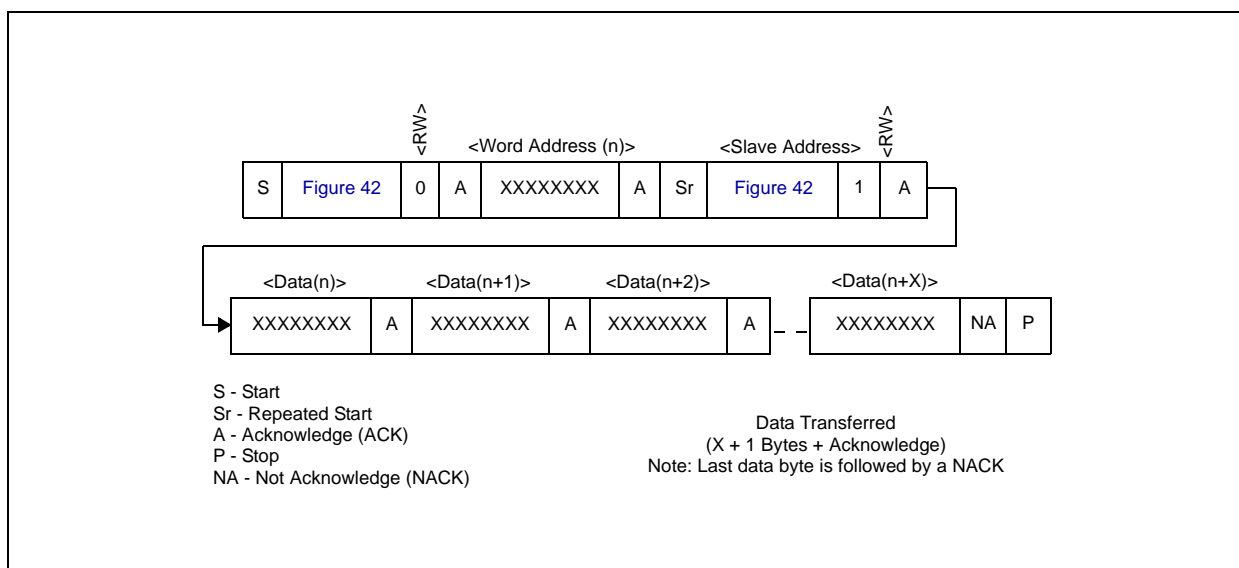 <RW> <Word Address (n)> <Slave Address> <RW>
S Figure 42 0 A XXXXXXXX A Sr Figure 42 1 A
<Data(n)> <Data(n+1)> <Data(n+2)> <Data(n+X)>
XXXXXXXX A XXXXXXXX A XXXXXXXX A XXXXXXXX NA P
S - Start
Sr - Repeated Start
A - Acknowledge (ACK)
P - Stop
NA - Not Acknowledge (NACK)
Data Transferred
(X + 1 Bytes + Acknowledge)
Note: Last data byte is followed by a NACK